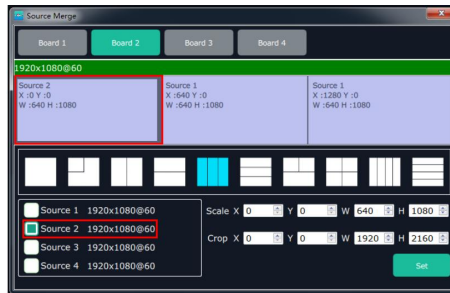 Source Merge
Board 1 Board 2 Board 3 Board 4
1920x1080@60
Source 2 Source 1 Source 1
X :0 Y :0 X :640 Y :0 X :1280 Y :0
W :640 H :1080 W :640 H :1080 W :640 H :1080
Source 1 1920x1080@60 Scale X 0 Y 0 W 640 H 1080
Source 2 1920x1080@60
Source 3 1920x1080@60 Crop X 0 Y 0 W 1920 H 2160
Source 4 1920x1080@60 Set